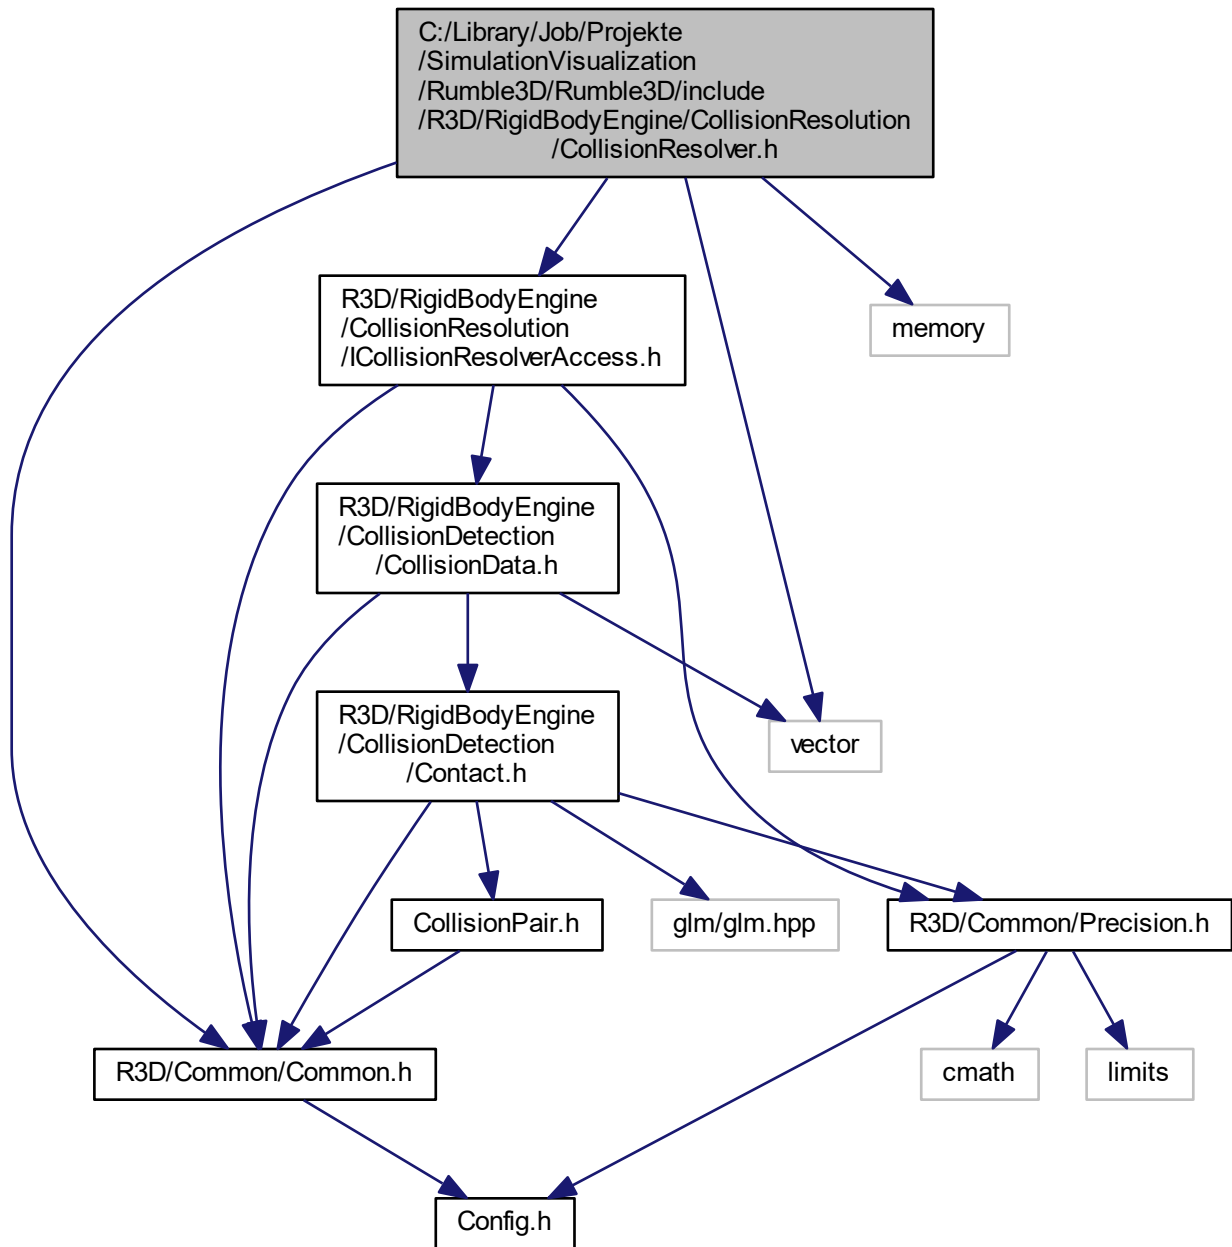 C:/Library/Job/Projekte
/SimulationVisualization
/Rumble3D/Rumble3D/include
/R3D/RigidBodyEngine/CollisionResolution
/CollisionResolver.h
R3D/RigidBodyEngine
/CollisionResolution
/ICollisionResolverAccess.h
memory
R3D/RigidBodyEngine
/CollisionDetection
/CollisionData.h
R3D/RigidBodyEngine
/CollisionDetection
/Contact.h
vector
CollisionPair.h
glm/glm.hpp
R3D/Common/Precision.h
R3D/Common/Common.h
cmath
limits
Config.h